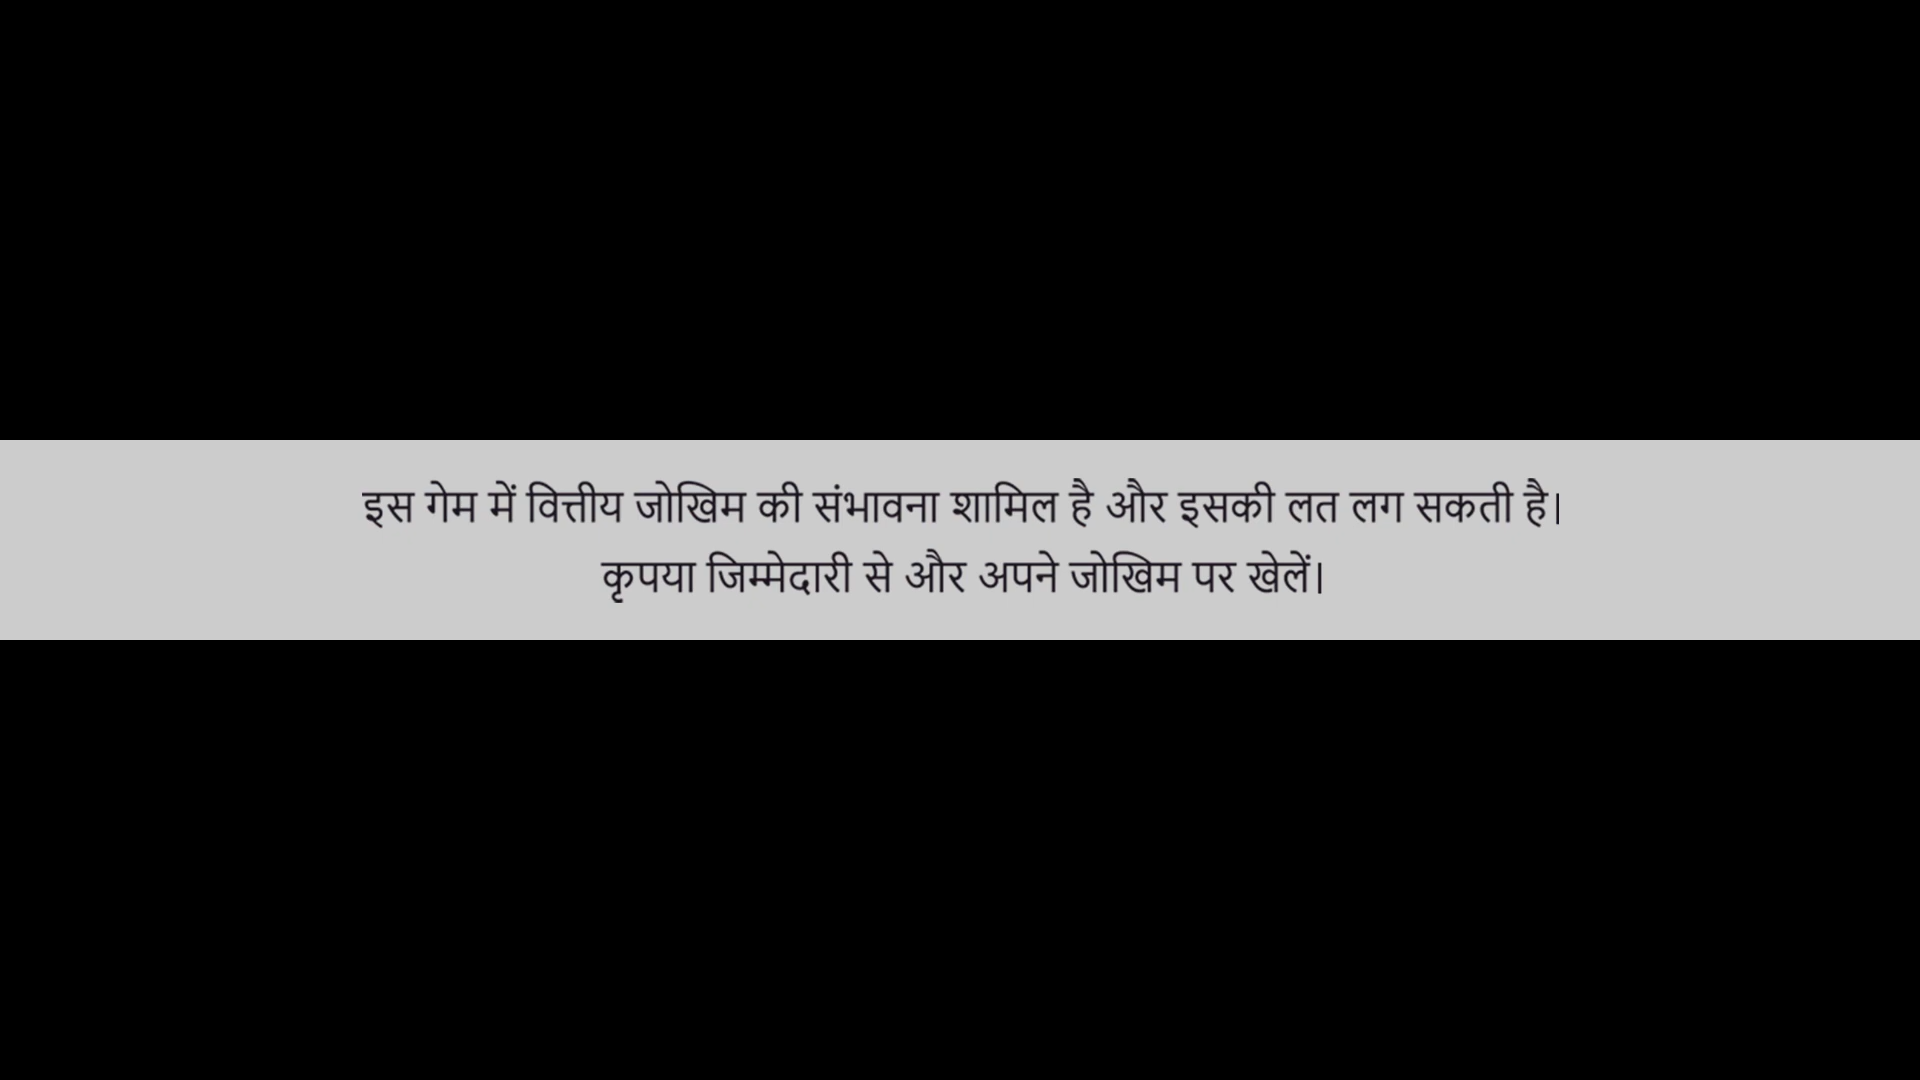 इस गेम में वित्तीय जोखिम की संभावना शामिल है और इसकी लत लग सकती है।
कृपया जिम्मेदारी से और अपने जोखिम पर खेलें।